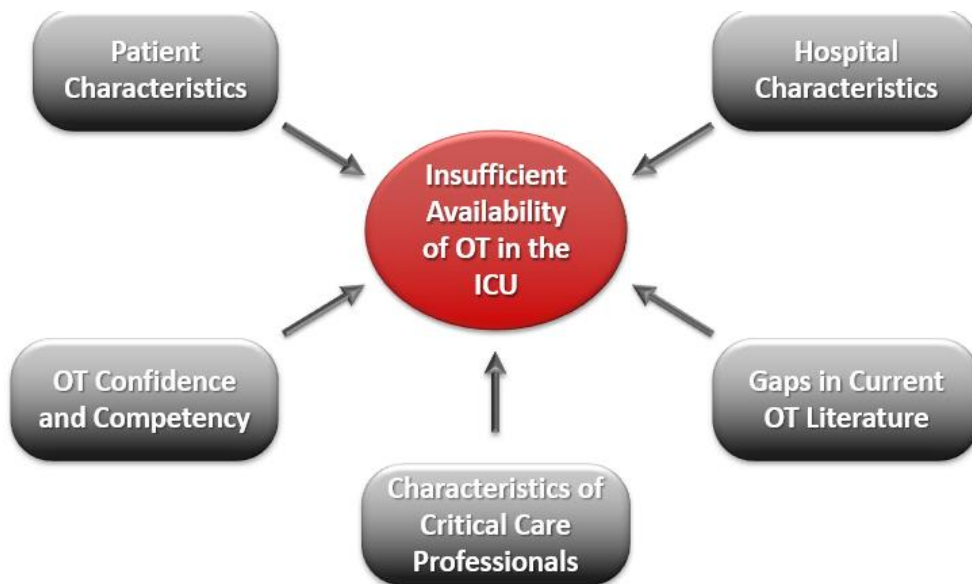 Patient
Characteristics
Hospital
Characteristics
Insufficient
Availability
of OT in the
ICU
OT Confidence
and Competency
Gaps in Current
OT Literature
Characteristics of
Critical Care
Professionals